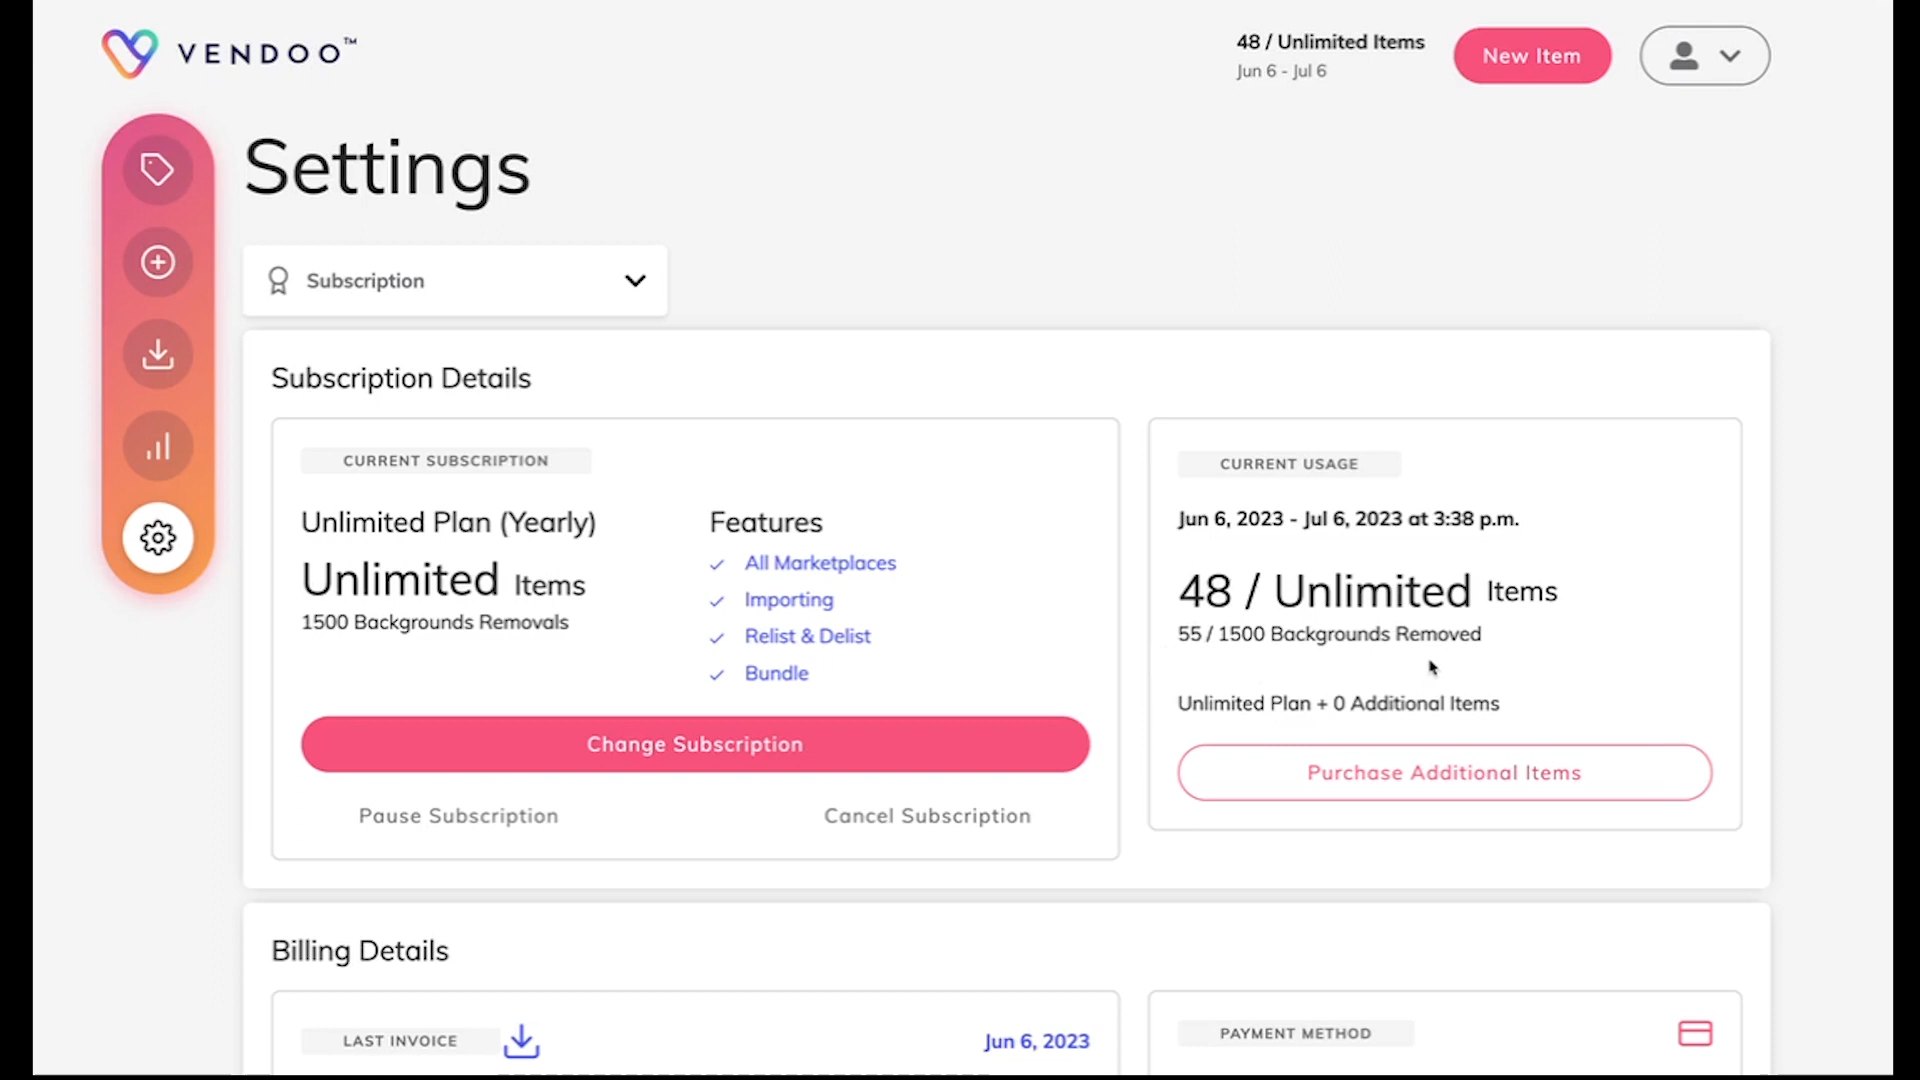 VENDOO™
48 / Unlimited Items
Jun 6 - Jul 6
New Item
Settings
Subscription
Subscription Details
CURRENT SUBSCRIPTION
Unlimited Plan (Yearly)
Unlimited Items
1500 Backgrounds Removals
Features
All Marketplaces
Importing
Relist & Delist
Bundle
Change Subscription
Pause Subscription
Cancel Subscription
CURRENT USAGE
Jun 6, 2023 - Jul 6, 2023 at 3:38 p.m.
48 / Unlimited Items
55 / 1500 Backgrounds Removed
Unlimited Plan + 0 Additional Items
Purchase Additional Items
Billing Details
LAST INVOICE
Jun 6, 2023
PAYMENT METHOD